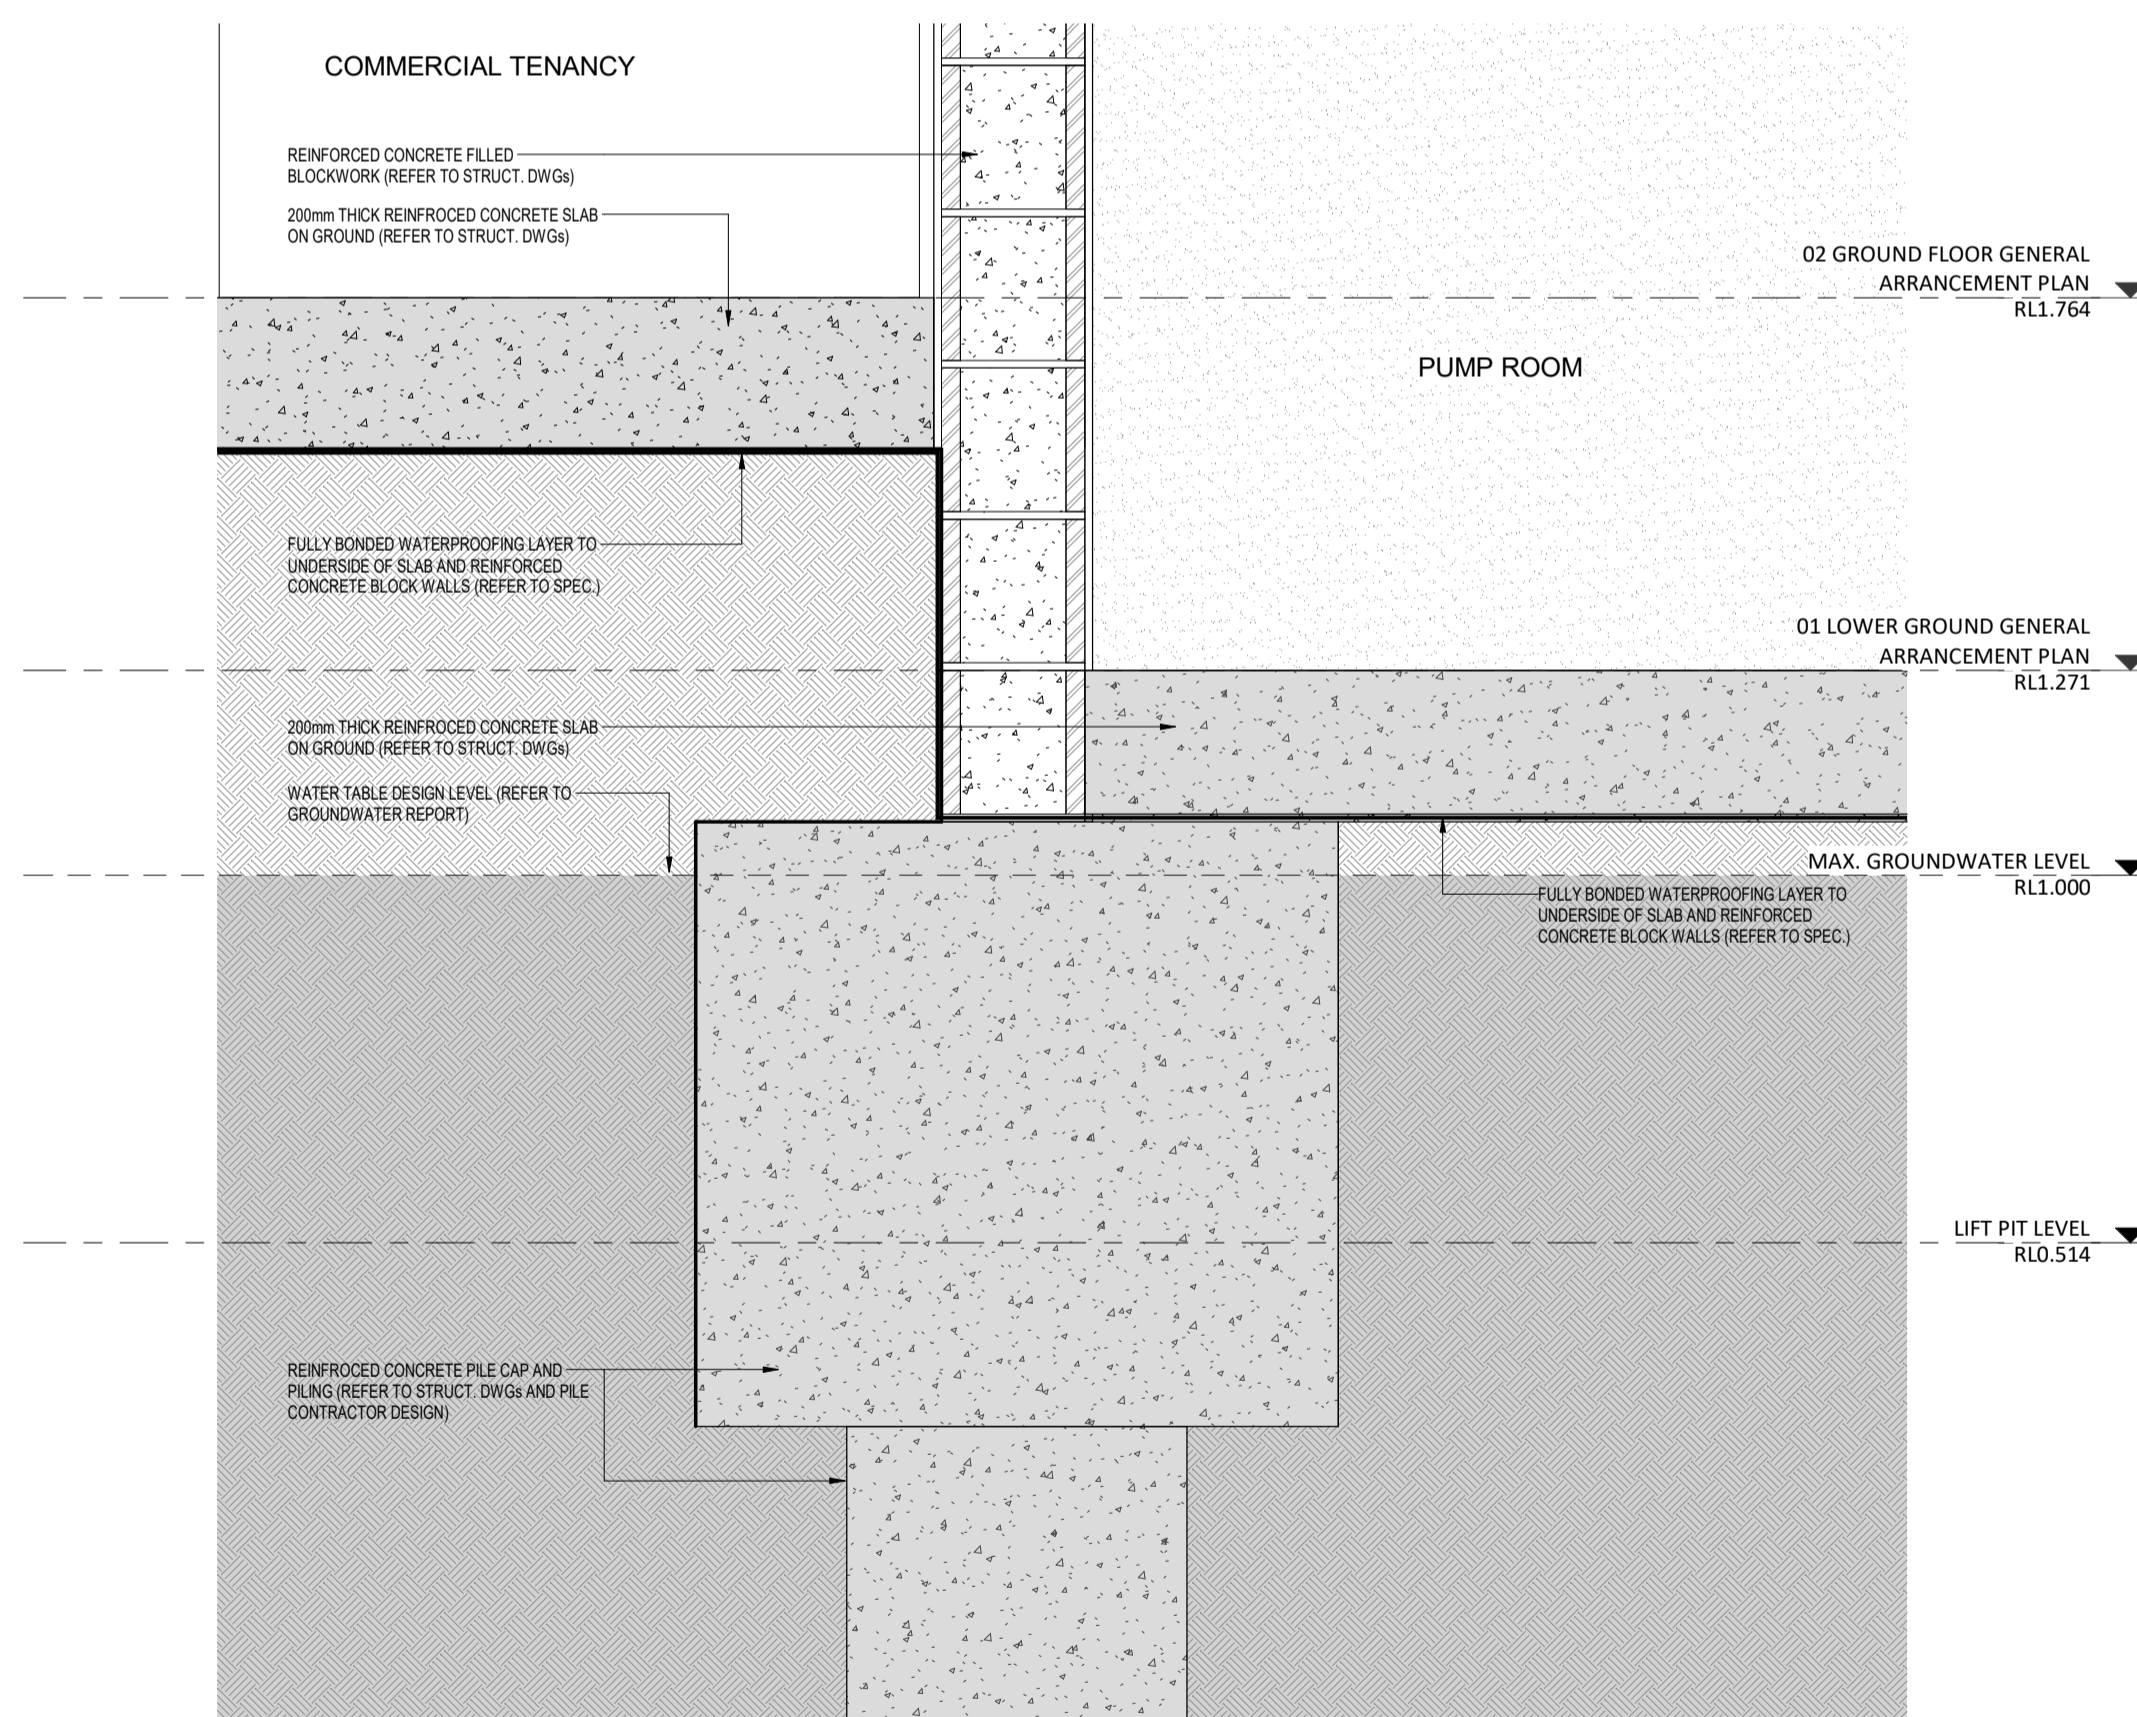 COMMERCIAL TENANCY
REINFORCED CONCRETE FILLED
BLOCKWORK (REFER TO STRUCT. DWGs)
200mm THICK REINFROCED CONCRETE SLAB
ON GROUND (REFER TO STRUCT. DWGs)
02 GROUND FLOOR GENERAL
ARRANCEMENT PLAN
RL1.764
PUMP ROOM
FULLY BONDED WATERPROOFING LAYER TO
UNDERSIDE OF SLAB AND REINFORCED
CONCRETE BLOCK WALLS (REFER TO SPEC.)
01 LOWER GROUND GENERAL
ARRANCEMENT PLAN
RL1.271
200mm THICK REINFROCED CONCRETE SLAB
ON GROUND (REFER TO STRUCT. DWGs)
WATER TABLE DESIGN LEVEL (REFER TO
GROUNDWATER REPORT)
MAX. GROUNDWATER LEVEL
RL1.000
FULLY BONDED WATERPROOFING LAYER TO
UNDERSIDE OF SLAB AND REINFORCED
CONCRETE BLOCK WALLS (REFER TO SPEC.)
LIFT PIT LEVEL
RL0.514
REINFROCED CONCRETE PILE CAP AND
PILING (REFER TO STRUCT. DWGs AND PILE
CONTRACTOR DESIGN)